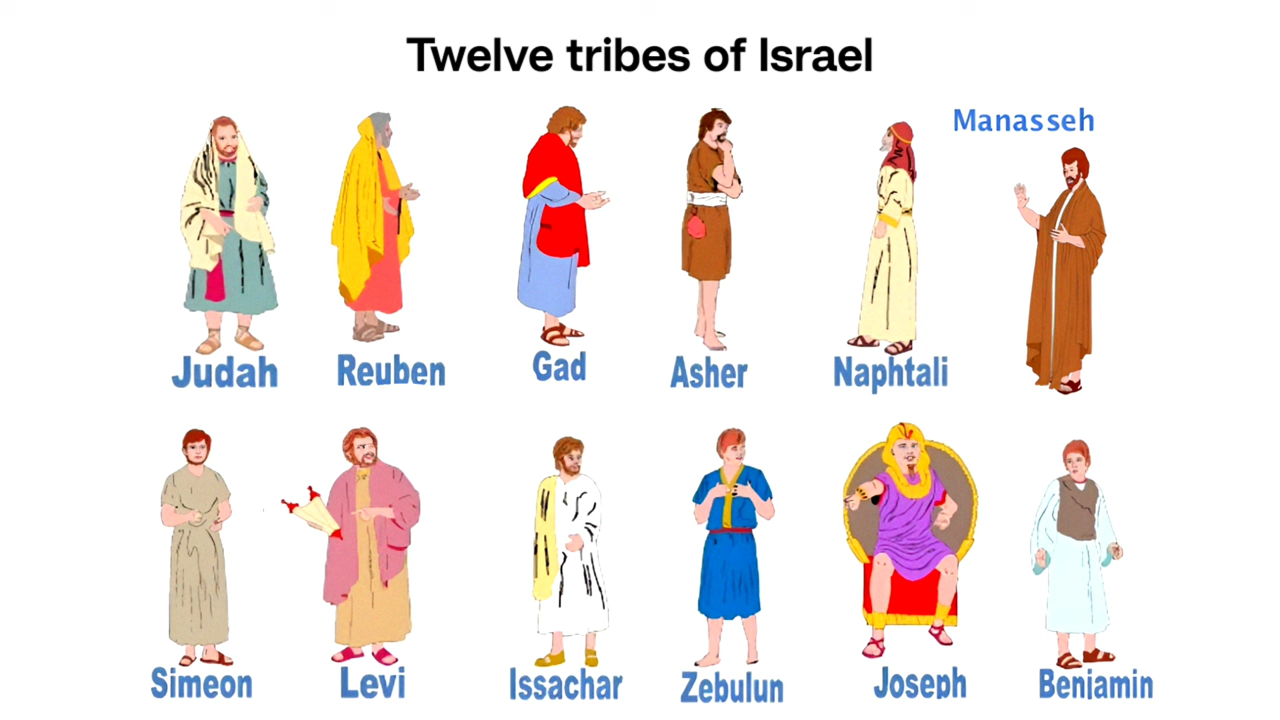 Twelve tribes of Israel
Manasseh
Judah
Reuben
Gad
Asher
Naphtali
Simeon
Levi
Issachar
Zebulun
Joseph
Benjamin